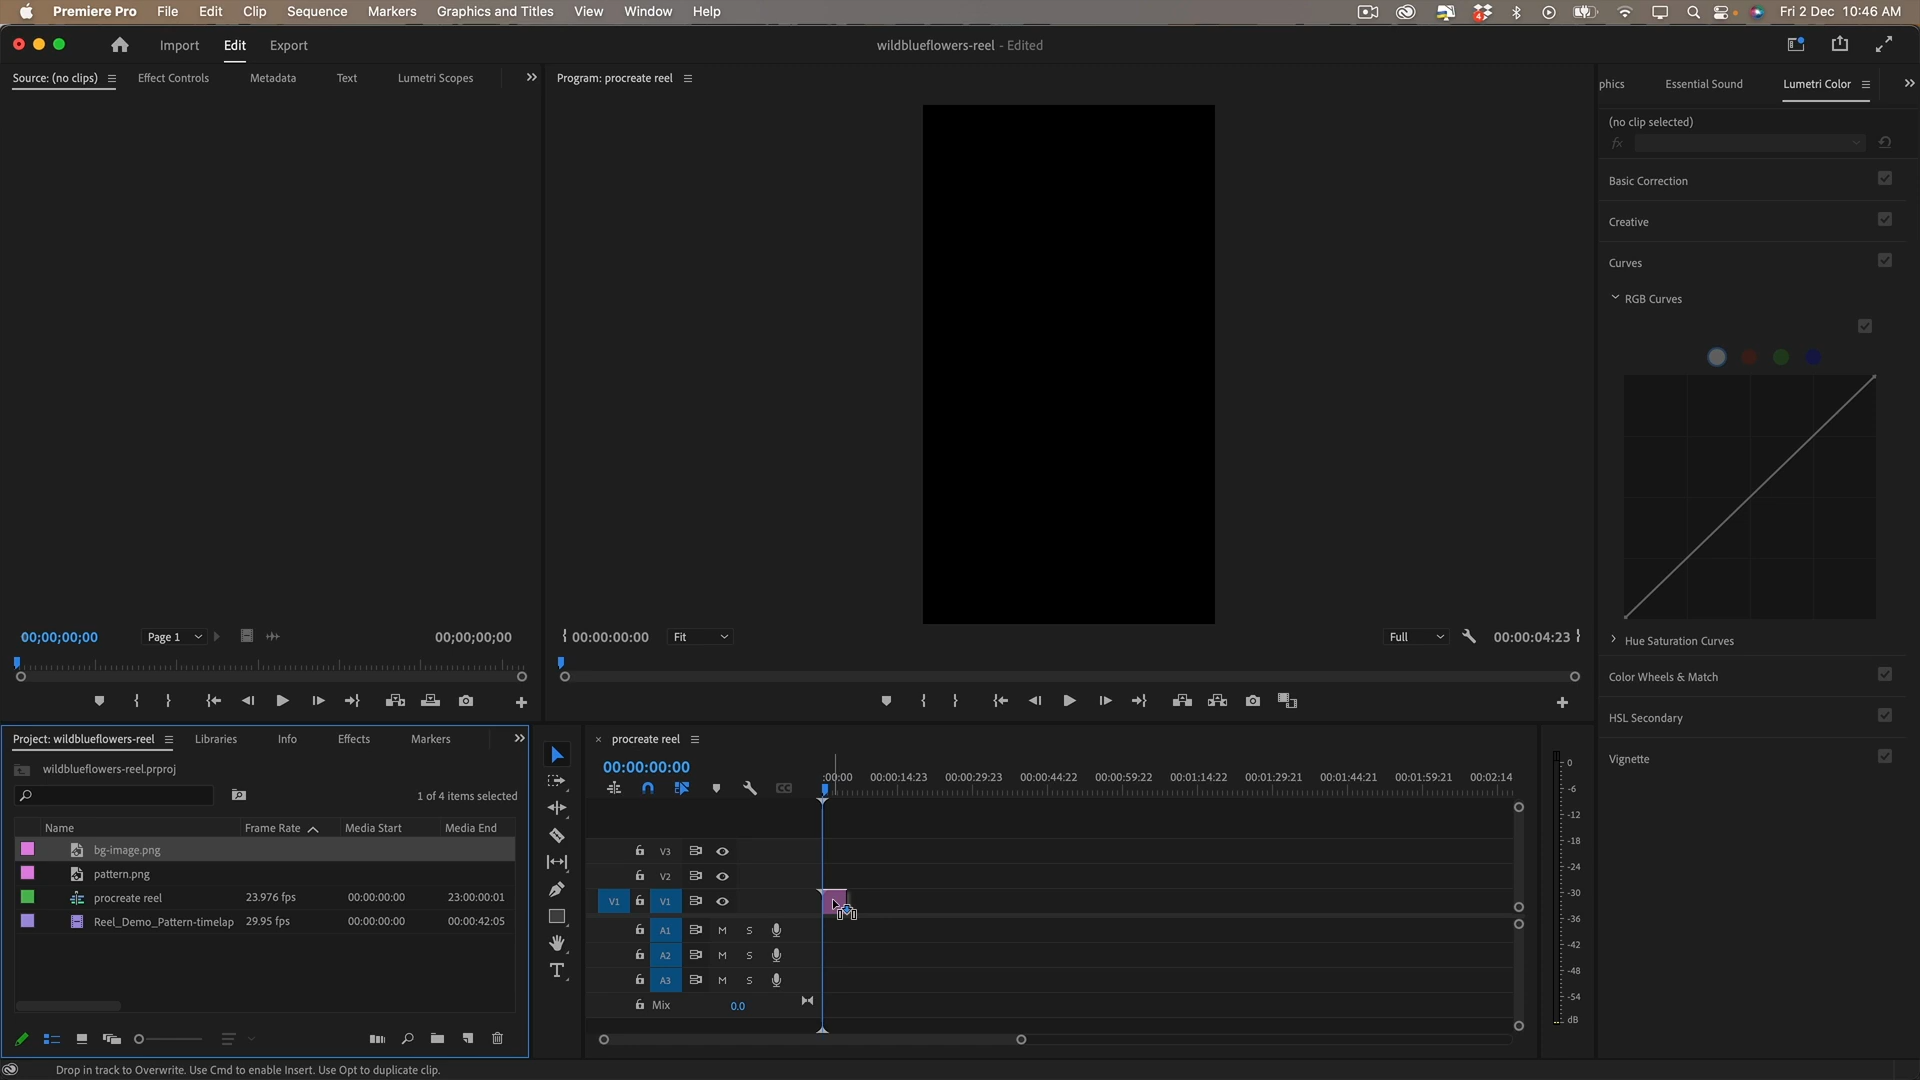 Premiere Pro File Edit Clip Sequence Markers Graphics and Titles View Window Help 4 Fri 2 Dec 10:46 AM
Import Edit Export wildblueflowers-reel - Edited
Source: (no clips) Effect Controls Metadata Text Lumetri Scopes Program: procreate reel phics Essential Sound Lumetri Color
(no clip selected)
fx
Basic Correction
Creative
Curves
RGB Curves
00;00;00;00 Page 1 00;00;00;00 00:00:00:00 Fit Full 00:00:04:23
Hue Saturation Curves
Color Wheels & Match
HSL Secondary
Vignette
Project: wildblueflowers-reel Libraries Info Effects Markers × procreate reel
wildblueflowers-reel.prproj 00:00:00:00
:00:00 00:00:14:23 00:00:29:23 00:00:44:22 00:00:59:22 00:01:14:22 00:01:29:21 00:01:44:21 00:01:59:21 00:02:14
1 of 4 items selected CC
Name Frame Rate Media Start Media End
bg-image.png V3
pattern.png V2
procreate reel 23.976 fps 00:00:00:00 23:00:00:01 V1 V1
Reel_Demo_Pattern-timelap 29.95 fps 00:00:00:00 00:00:42:05 A1 M S
A2 M S
A3 M S
Mix 0.0
0
-6
-12
-18
-24
-30
-36
-42
-48
-54
dB
Drop in track to Overwrite. Use Cmd to enable Insert. Use Opt to duplicate clip.